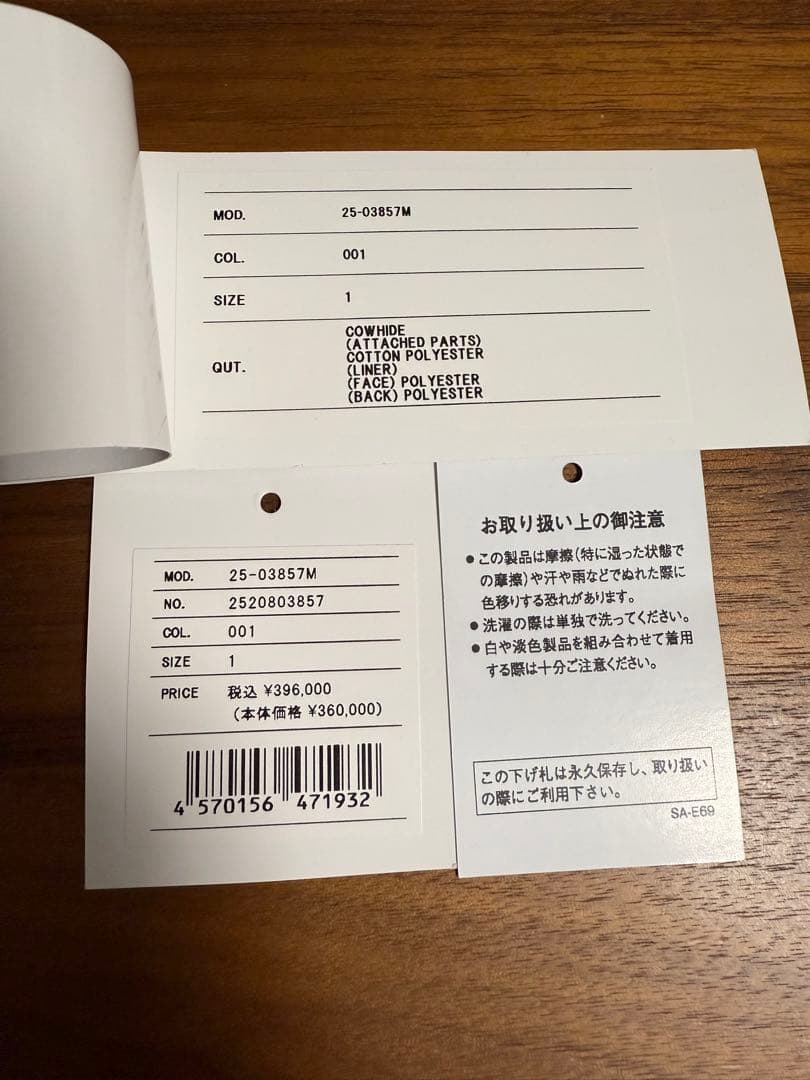 MOD. 25-03857M
COL. 001
SIZE 1
QUT. COWHIDE
(ATTACHED PARTS)
COTTON POLYESTER
(LINER)
(FACE) POLYESTER
(BACK) POLYESTER
MOD. 25-03857M
NO. 2520803857
COL. 001
SIZE 1
PRICE 税込 ¥396,000
(本体価格 ¥360,000)
4 570156 471932
お取り扱い上の御注意
●この製品は摩擦(特に湿った状態で
の摩擦)や汗や雨などでぬれた際に
色移りする恐れがあります。
●洗濯の際は単独で洗ってください。
●白や淡色製品を組み合わせて着用
する際は十分ご注意ください。
この下げ札は永久保存し、取り扱い
の際にご利用下さい。
SA-E69